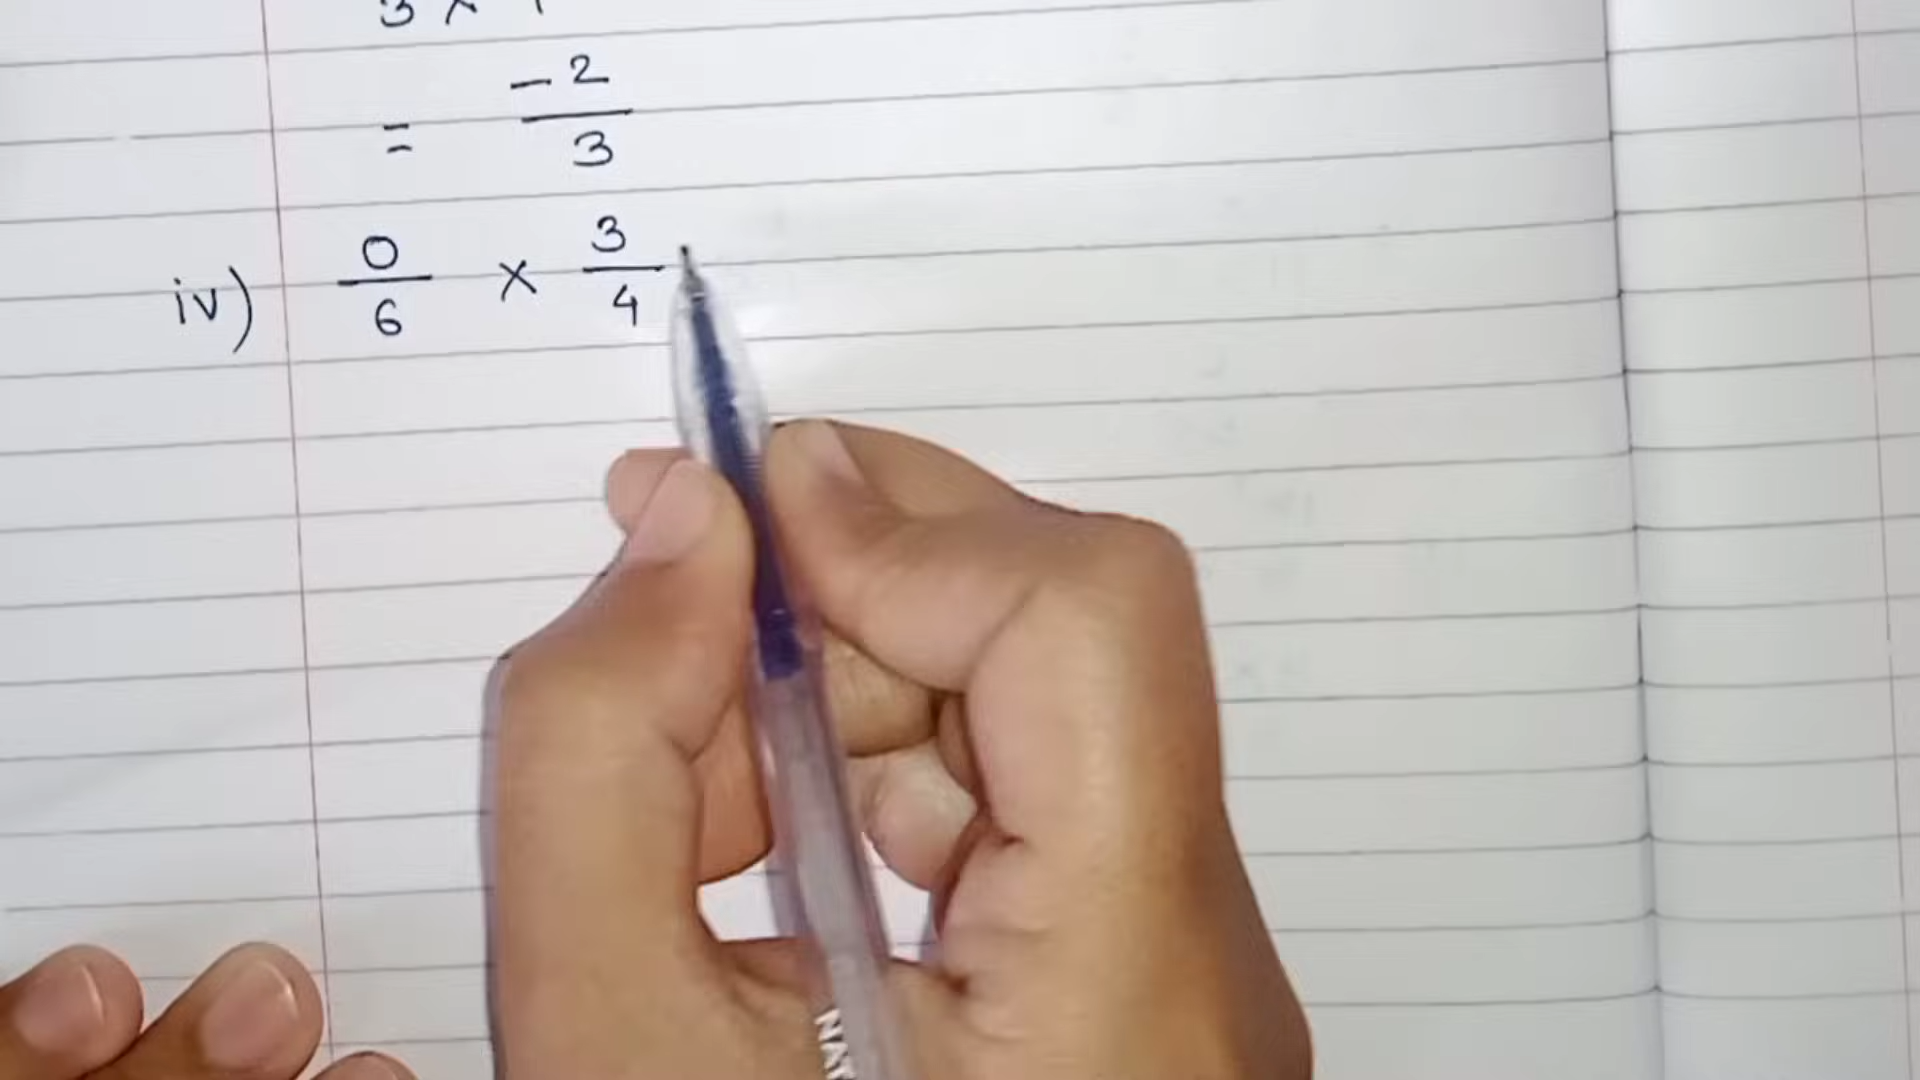 = -2/3
iv) 0/6 × 3/4